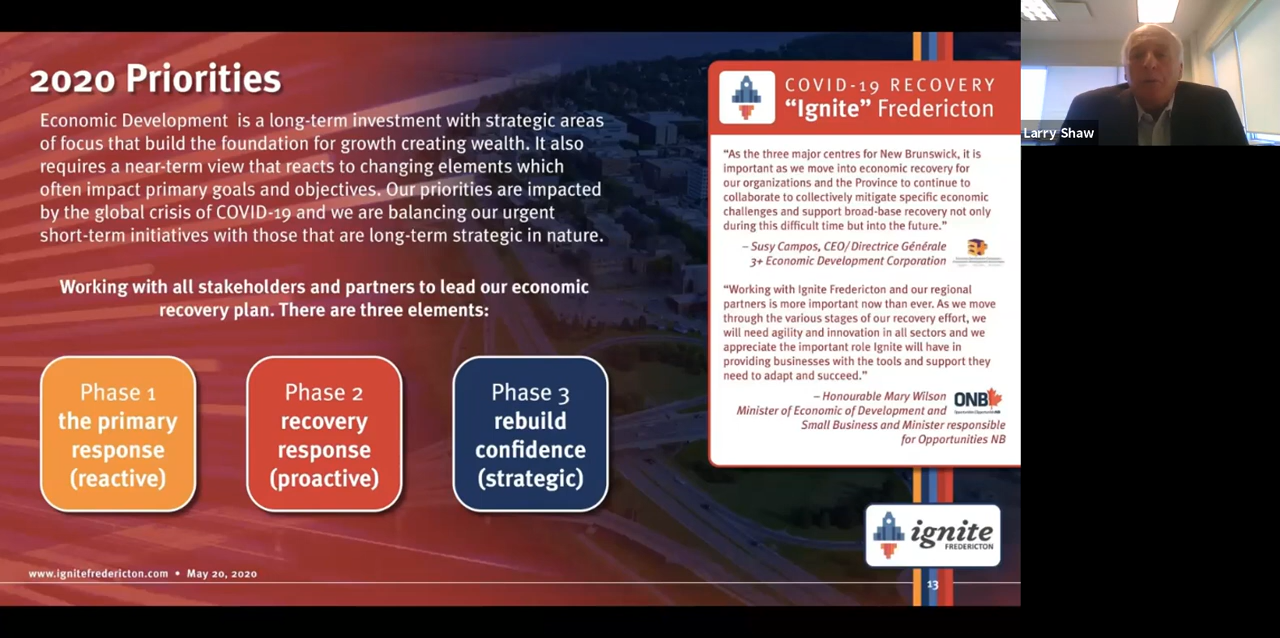 2020 Priorities
Economic Development is a long-term investment with strategic areas
of focus that build the foundation for growth creating wealth. It also
requires a near-term view that reacts to changing elements which
often impact primary goals and objectives. Our priorities are impacted
by the global crisis of COVID-19 and we are balancing our urgent
short-term initiatives with those that are long-term strategic in nature.
Working with all stakeholders and partners to lead our economic
recovery plan. There are three elements:
Phase 1
the primary
response
(reactive)
Phase 2
recovery
response
(proactive)
Phase 3
rebuild
confidence
(strategic)
www.ignitefredericton.com • May 20, 2020
COVID-19 RECOVERY
“Ignite” Fredericton
“As the three major centres for New Brunswick, it is
important as we move into economic recovery for
our organizations and the Province to continue to
collaborate to collectively mitigate specific economic
challenges and support broad-base recovery not only
during this difficult time but into the future.”
– Susy Campos, CEO/Directrice Générale
3+ Economic Development Corporation
“Working with Ignite Fredericton and our regional
partners is more important now than ever. As we move
through the various stages of our recovery effort, we
will need agility and innovation in all sectors and we
appreciate the important role Ignite will have in
providing businesses with the tools and support they
need to adapt and succeed.”
– Honourable Mary Wilson
Minister of Economic of Development and
Small Business and Minister responsible
for Opportunities NB
ONB
ignite
FREDERICTON
13
Larry Shaw